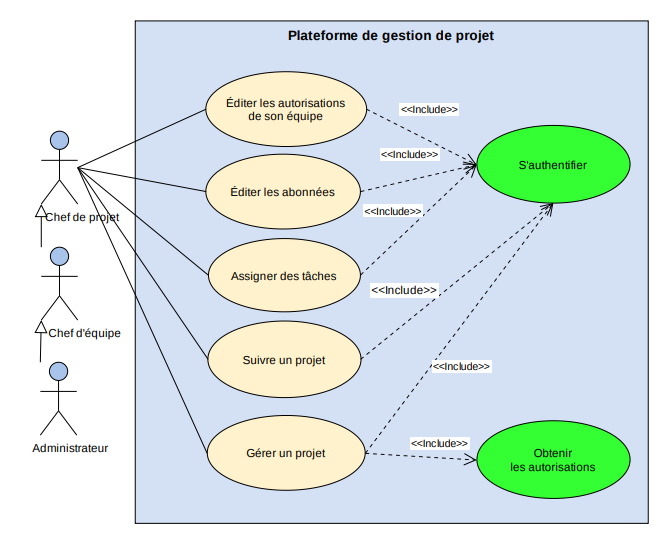 Plateforme de gestion de projet
Éditer les autorisations
de son équipe
<<Include>>
S'authentifier
<<Include>>
Éditer les abonnées
<<Include>>
Chef de projet
Assigner des tâches
<<Include>>
Chef d'équipe
Suivre un projet
<<Include>>
Administrateur
Gérer un projet
<<Include>>
Obtenir
les autorisations